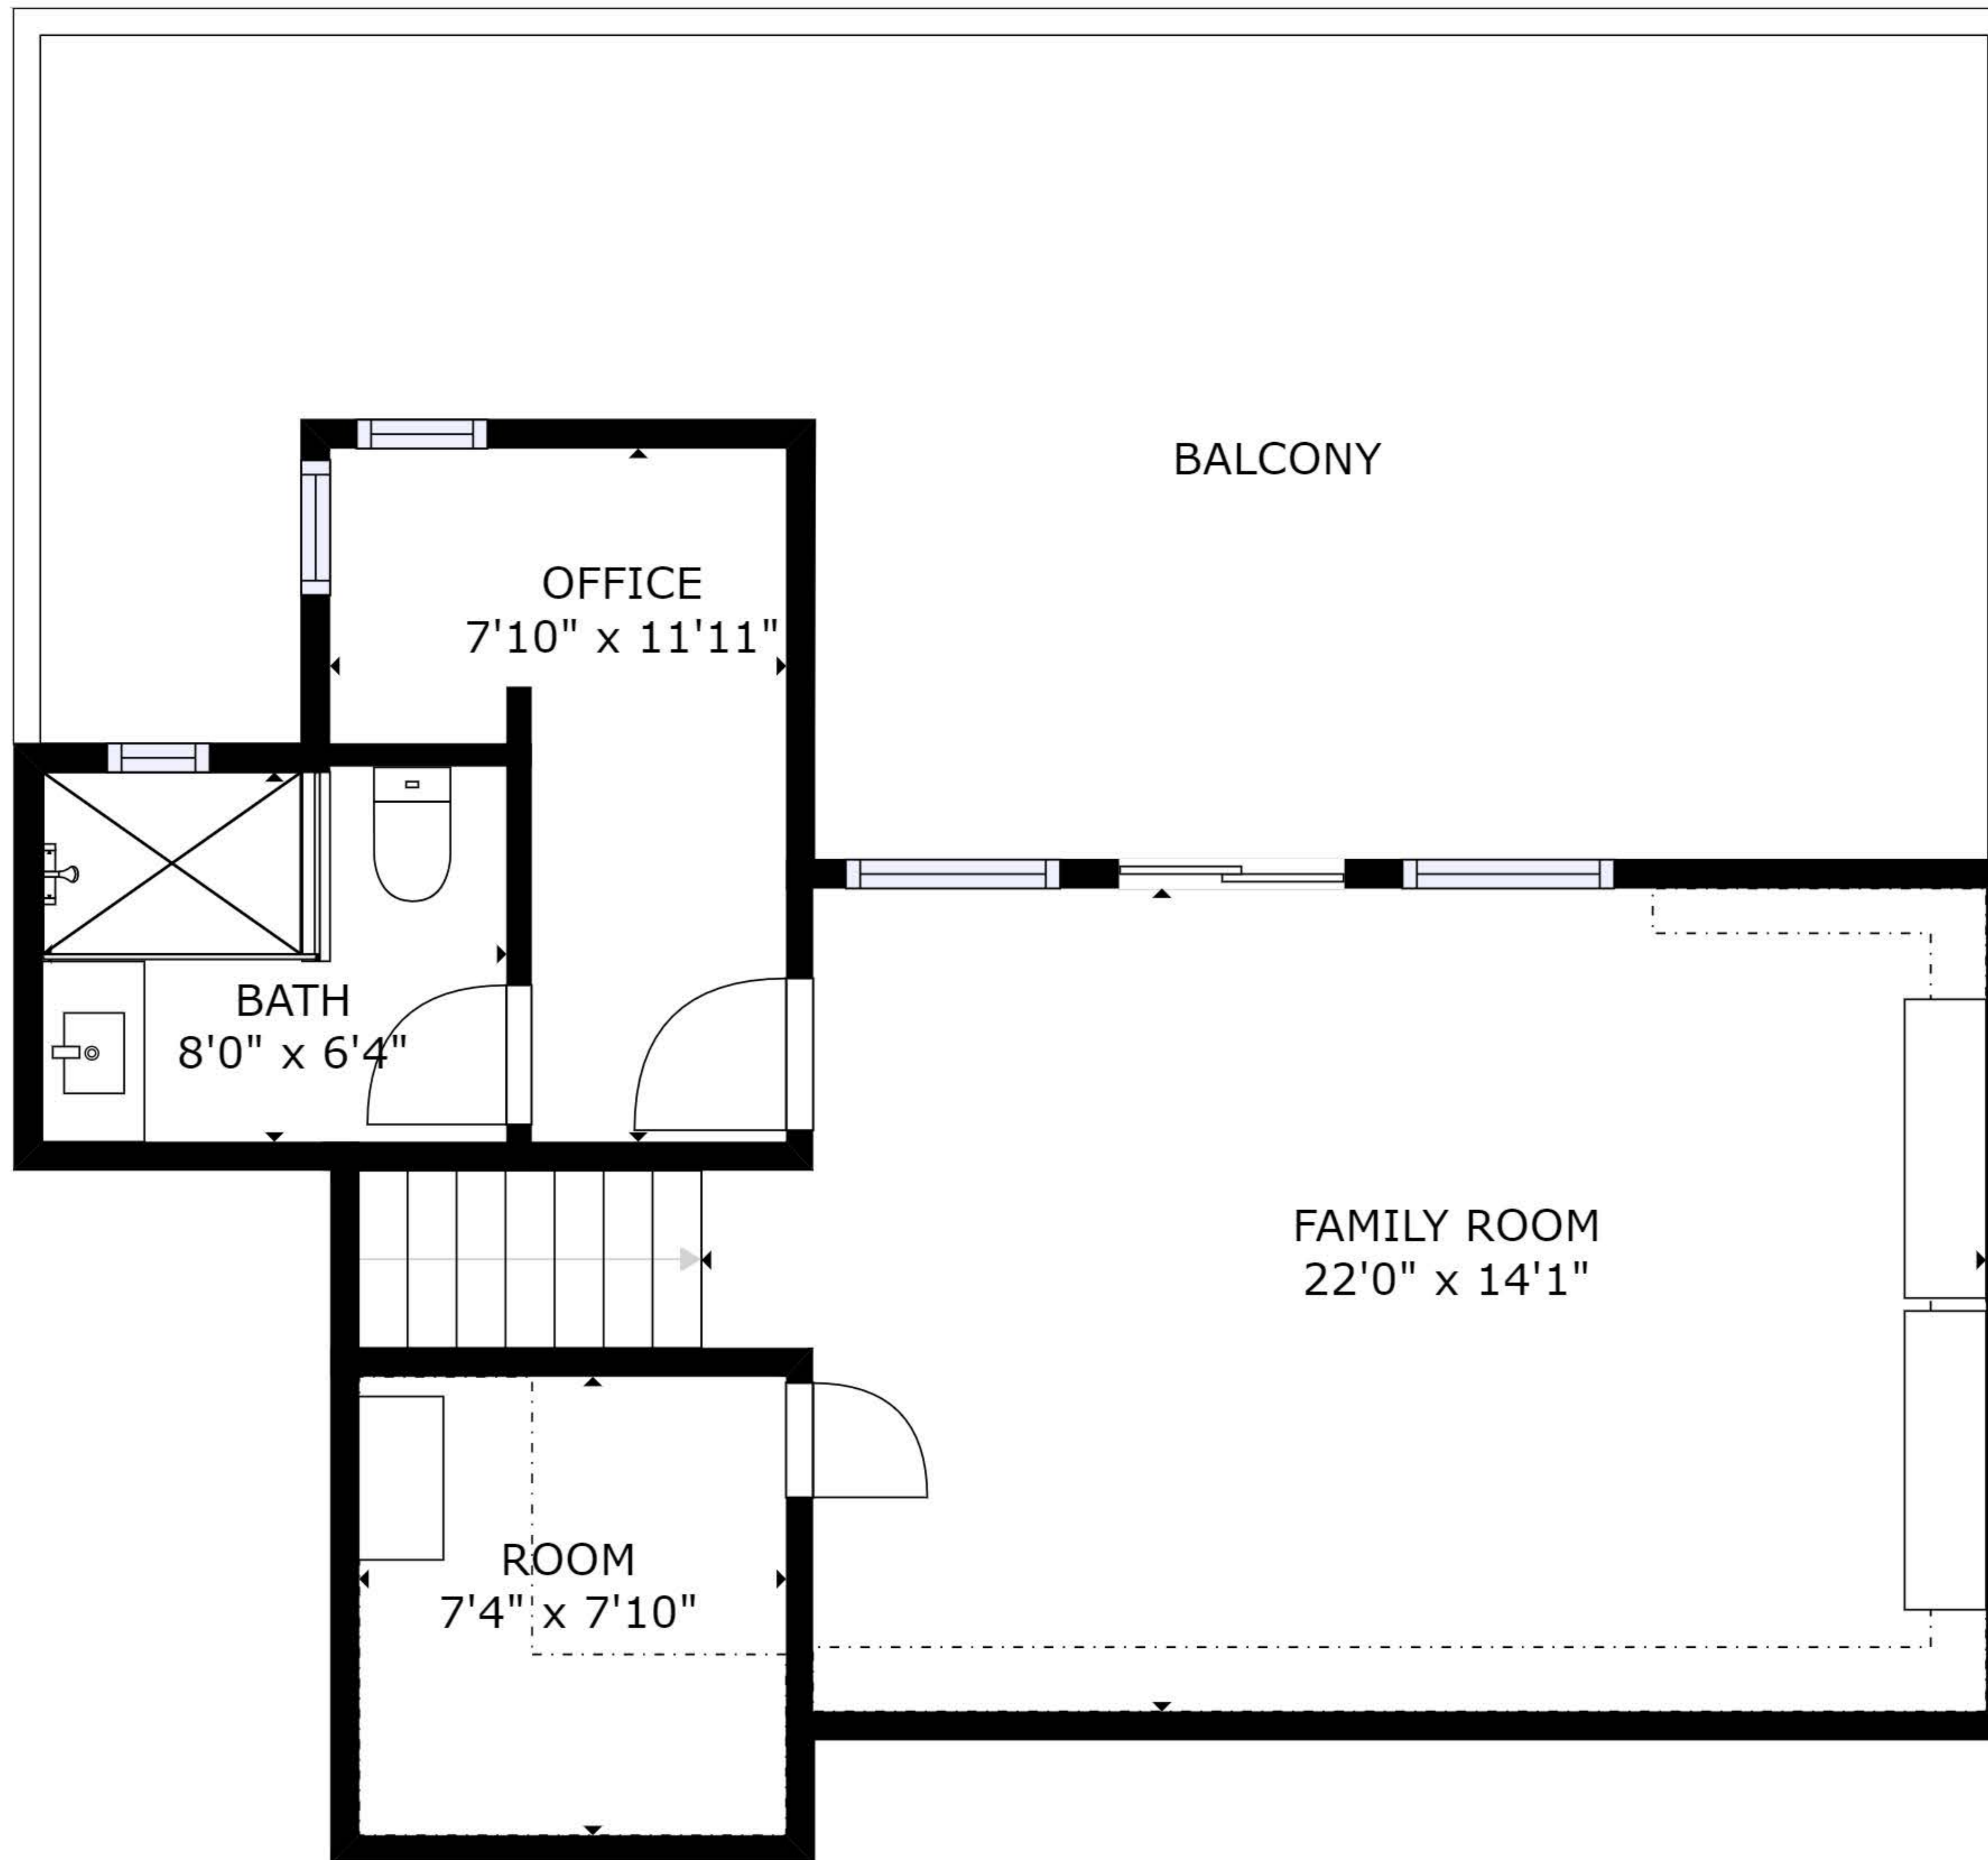 BALCONY
OFFICE
7'10" x 11'11"
BATH
8'0" x 6'4"
FAMILY ROOM
22'0" x 14'1"
ROOM
7'4" x 7'10"